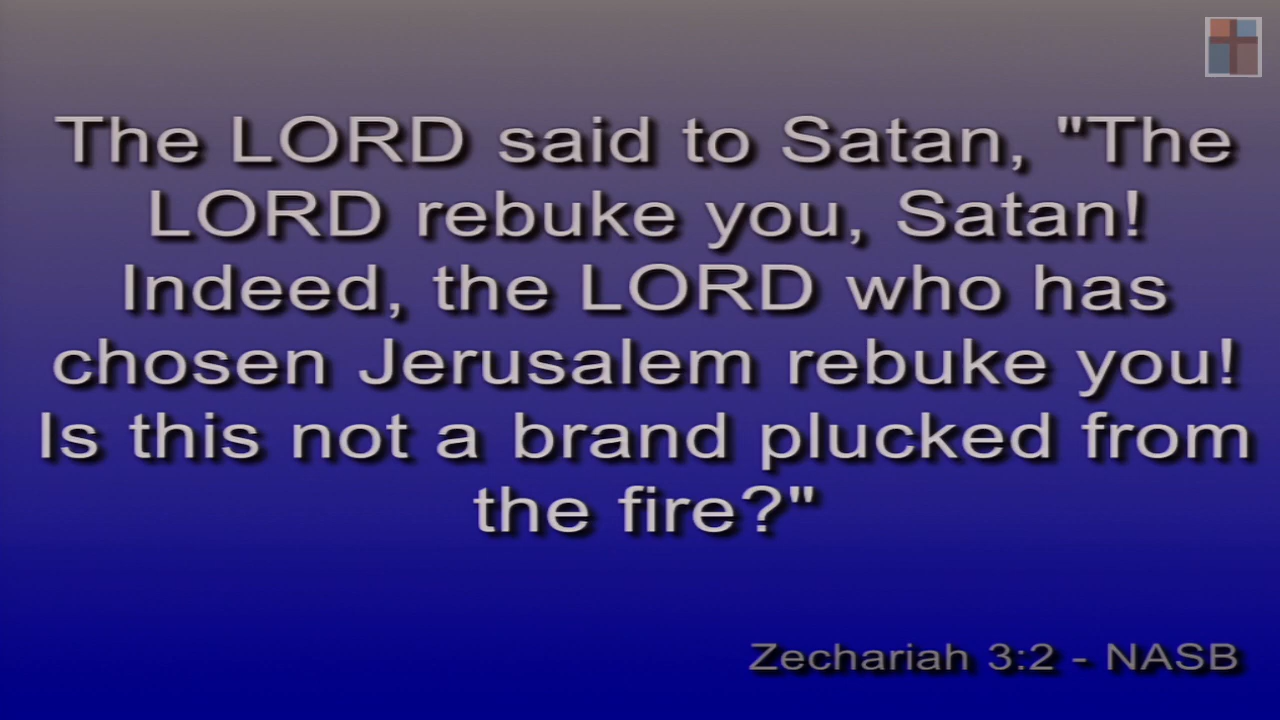 The LORD said to Satan, "The
LORD rebuke you, Satan!
Indeed, the LORD who has
chosen Jerusalem rebuke you!
Is this not a brand plucked from
the fire?"
Zechariah 3:2 - NASB